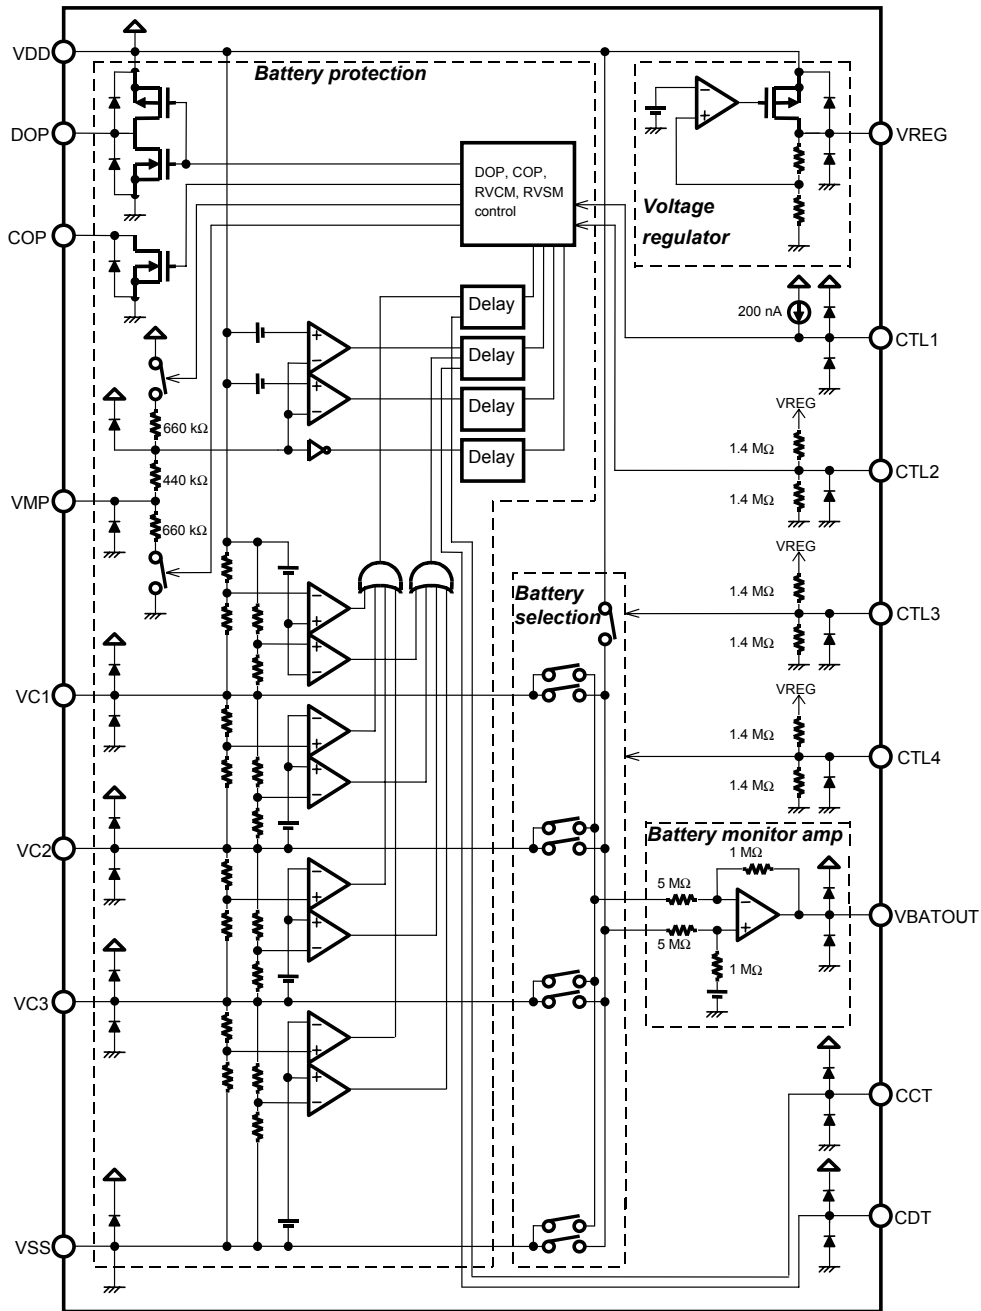 VDD
Battery protection
DOP
VREG
DOP, COP,
RVCM, RVSM
control
Voltage
regulator
COP
Delay
200 nA
CTL1
Delay
Delay
VREG
660 kΩ
1.4 MΩ
Delay
CTL2
440 kΩ
1.4 MΩ
VMP
660 kΩ
VREG
Battery
selection
1.4 MΩ
CTL3
1.4 MΩ
VC1
VREG
1.4 MΩ
CTL4
1.4 MΩ
VC2
Battery monitor amp
1 MΩ
5 MΩ
VBATOUT
5 MΩ
1 MΩ
VC3
CCT
CDT
VSS